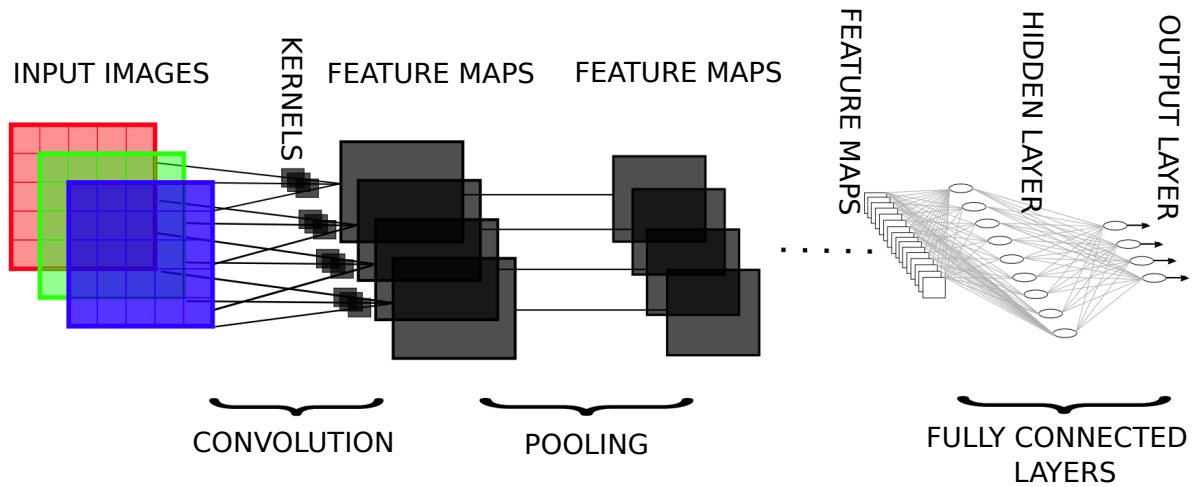 INPUT IMAGES
KERNELS
FEATURE MAPS
FEATURE MAPS
FEATURE MAPS
HIDDEN LAYER
OUTPUT LAYER
CONVOLUTION
POOLING
FULLY CONNECTED
LAYERS